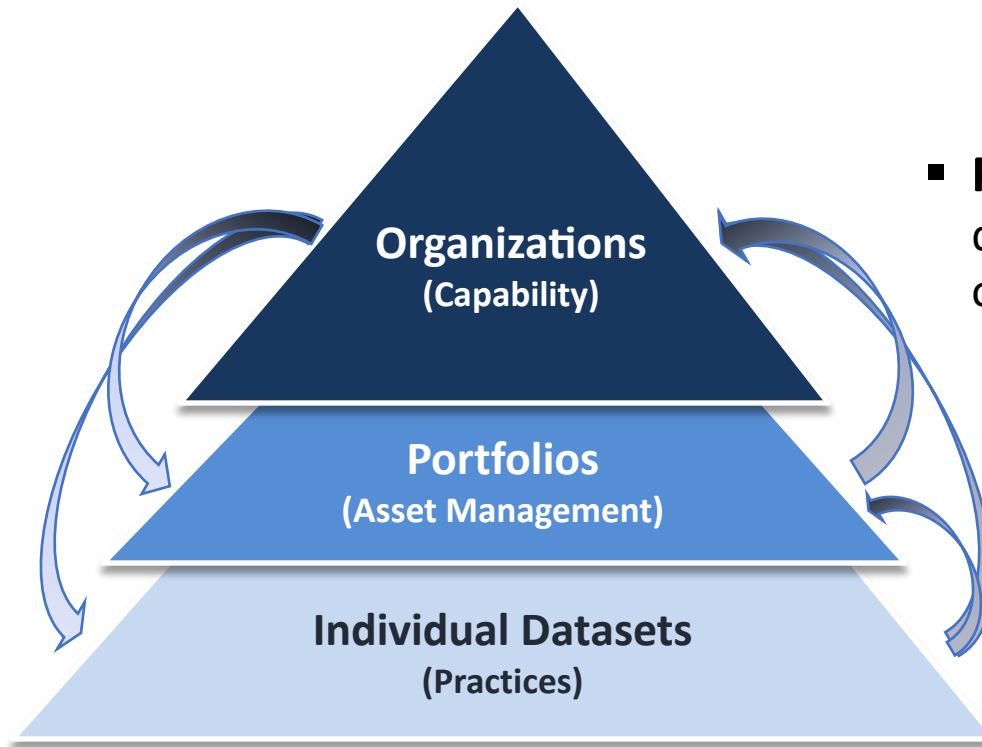 Organizations
(Capability)
Portfolios
(Asset Management)
Individual Datasets
(Practices)